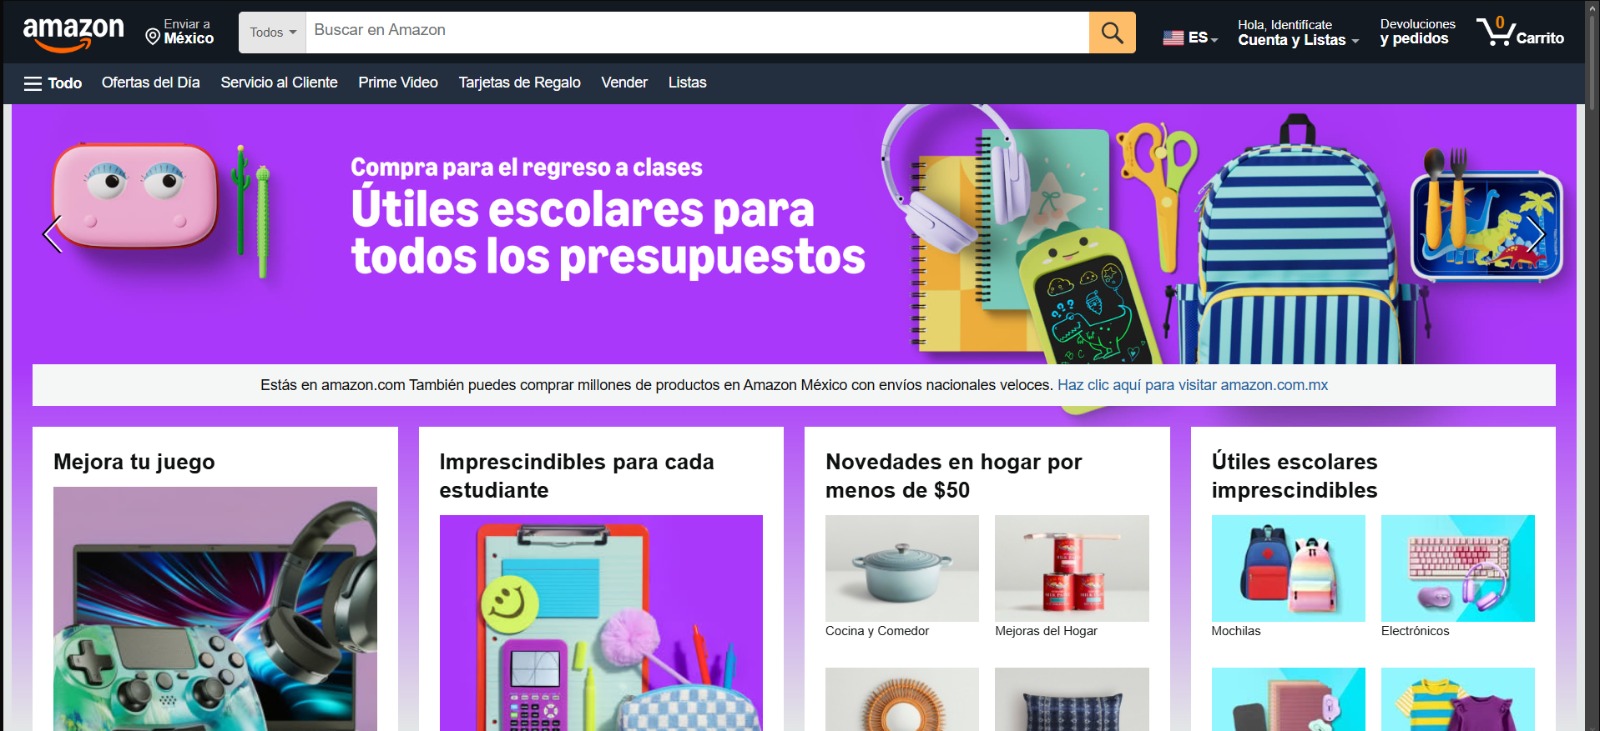 amazon
Enviar a
México
Todos
Buscar en Amazon
ES
Hola, Identifícate
Cuenta y Listas
Devoluciones
y pedidos
0
Carrito
Todo
Ofertas del Día
Servicio al Cliente
Prime Video
Tarjetas de Regalo
Vender
Listas
Compra para el regreso a clases
Útiles escolares para
todos los presupuestos
Estás en amazon.com También puedes comprar millones de productos en Amazon México con envíos nacionales veloces. Haz clic aquí para visitar amazon.com.mx
Mejora tu juego
Imprescindibles para cada
estudiante
Novedades en hogar por
menos de $50
Cocina y Comedor
Mejoras del Hogar
Útiles escolares
imprescindibles
Mochilas
Electrónicos